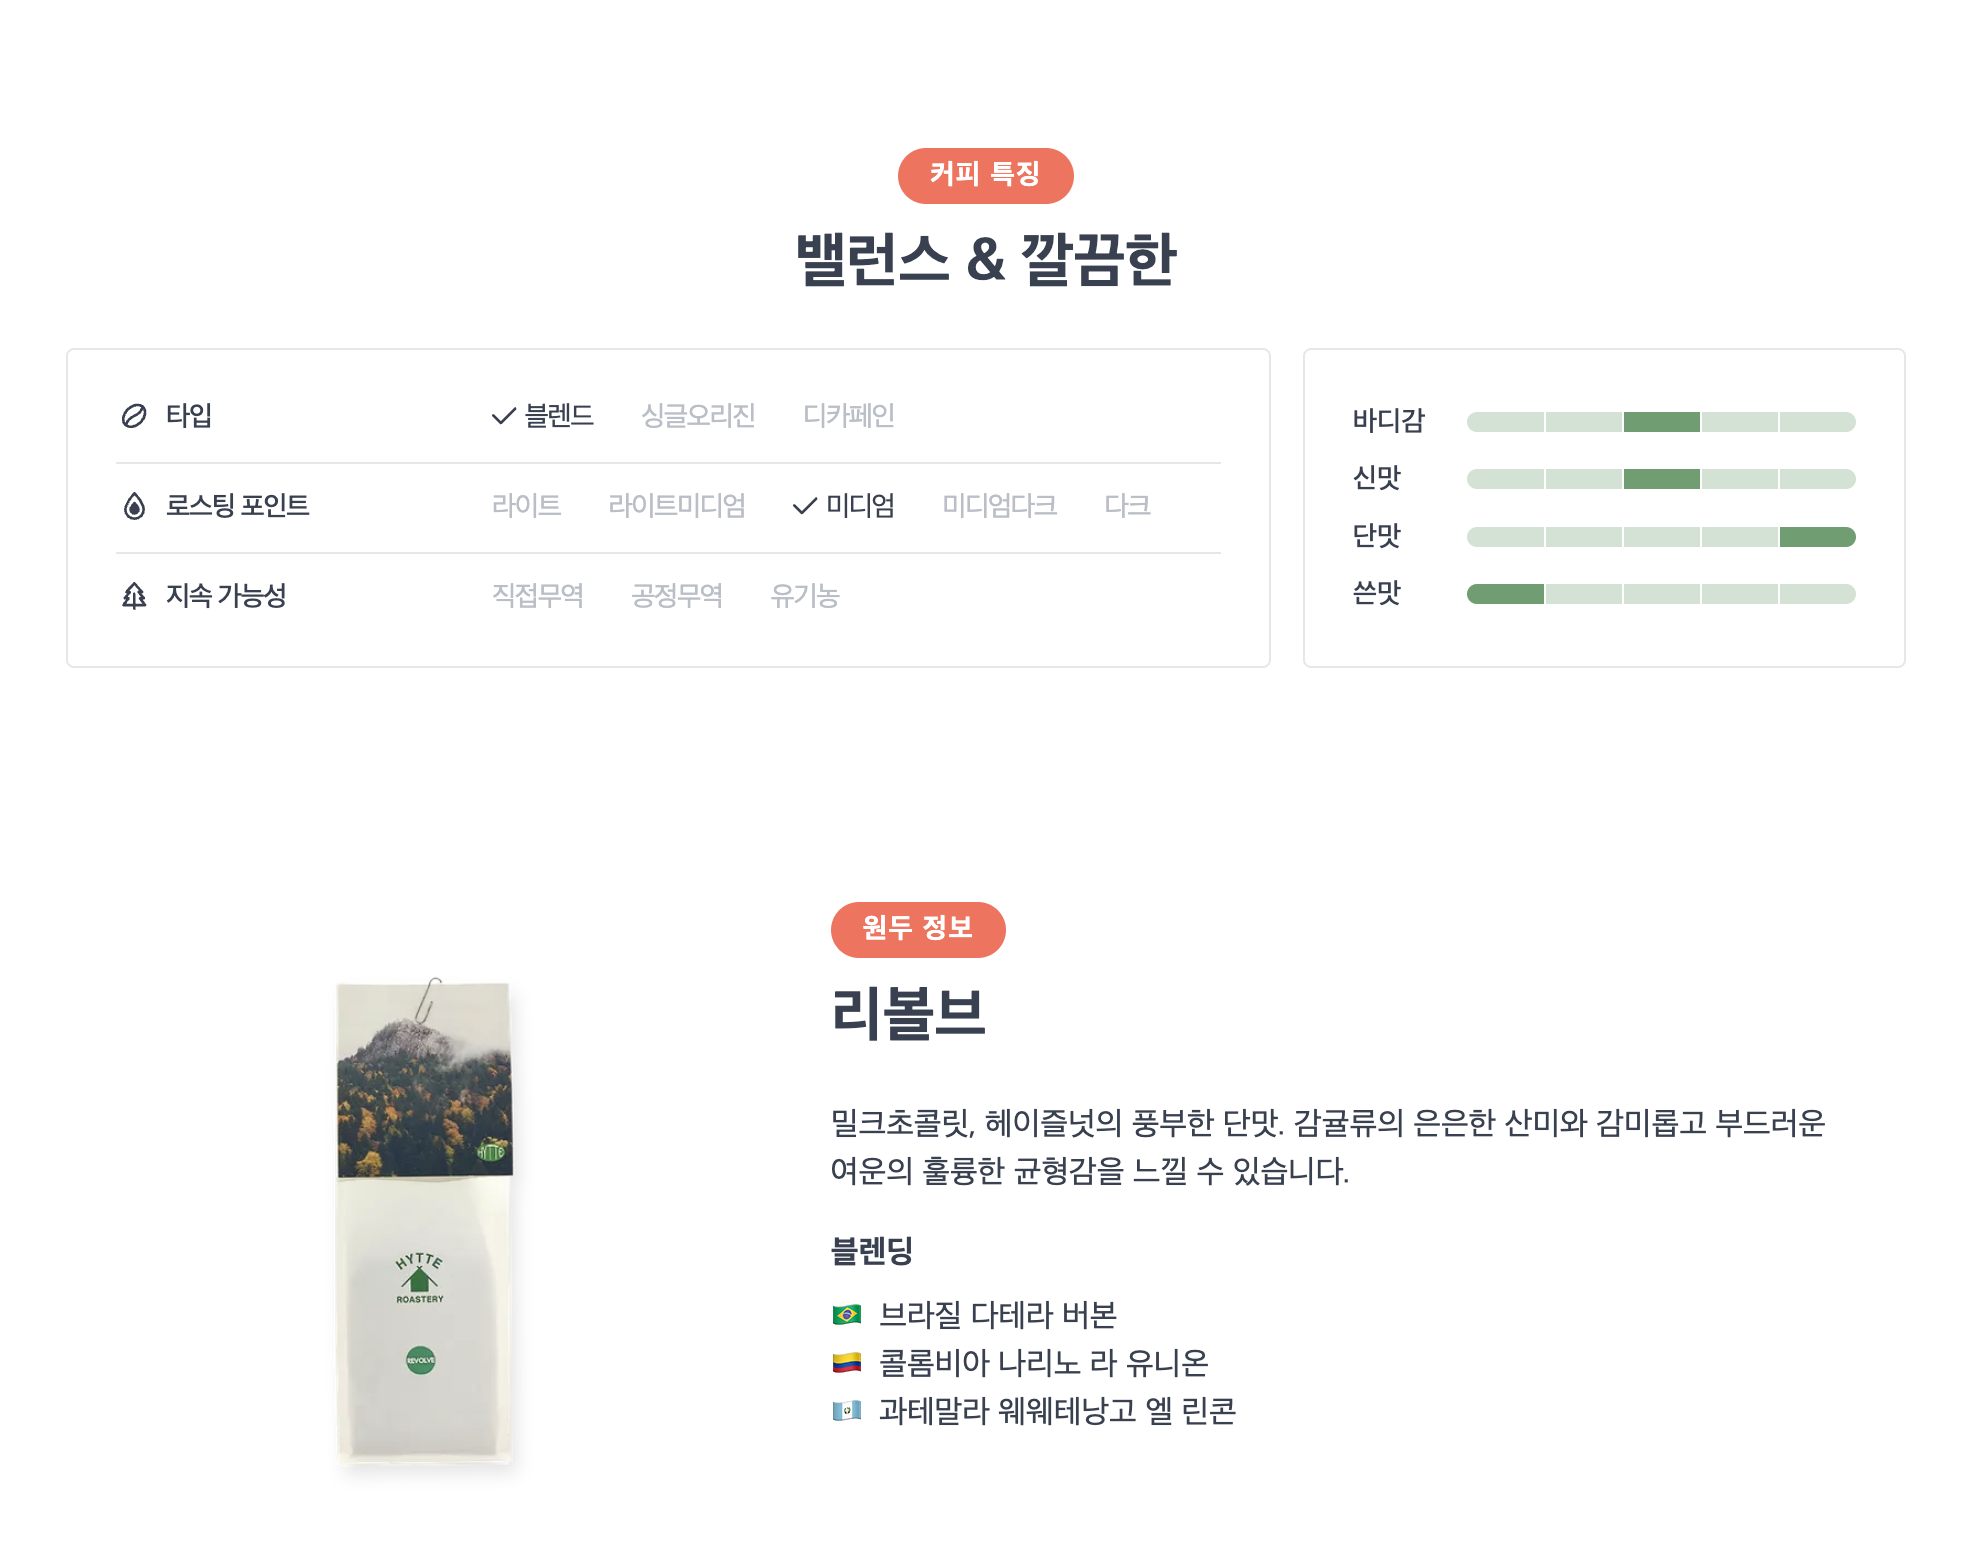 커피 특징
밸런스 & 깔끔한
타입 블렌드 싱글오리진 디카페인
로스팅 포인트 라이트 라이트미디엄 미디엄 미디엄다크 다크
지속 가능성 직접무역 공정무역 유기농
바디감
신맛
단맛
쓴맛
원두 정보
리볼브
밀크초콜릿, 헤이즐넛의 풍부한 단맛. 감귤류의 은은한 산미와 감미롭고 부드러운
여운의 훌륭한 균형감을 느낄 수 있습니다.
블렌딩
브라질 다테라 버본
콜롬비아 나리노 라 유니온
과테말라 웨웨테낭고 엘 린콘
HYTTE
HYTTE
ROASTERY
REVOLVE